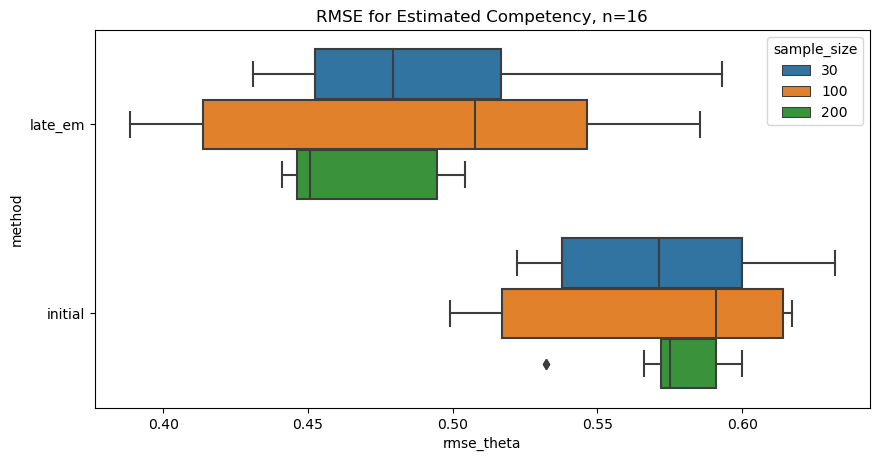 RMSE for Estimated Competency, n=16
sample_size
30
100
200
method
late_em
initial
0.40
0.45
0.50
0.55
0.60
rmse_theta